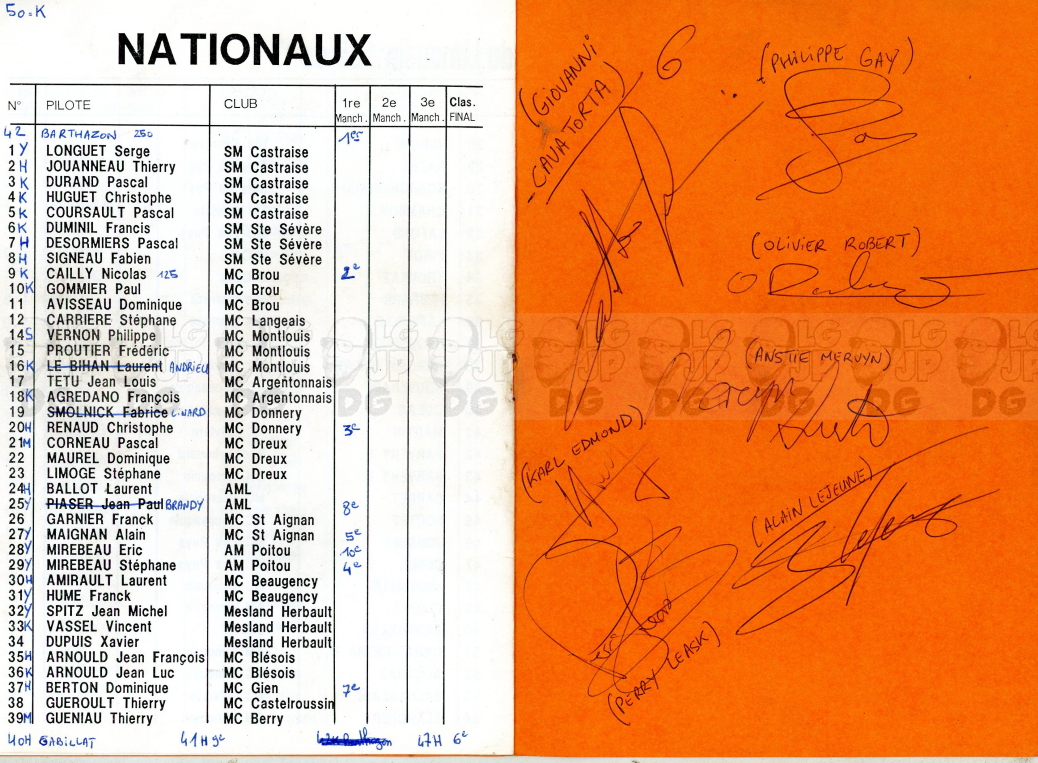 50=K
NATIONAUX
N° PILOTE CLUB 1re Manch. 2e Manch. 3e Manch. Clas. FINAL
42 BARTHAZON 250 1er
1 Y LONGUET Serge SM Castraise
2 H JOUANNEAU Thierry SM Castraise
3 K DURAND Pascal SM Castraise
4 K HUGUET Christophe SM Castraise
5 K COURSAULT Pascal SM Castraise
6 K DUMINIL Francis SM Ste Sévère
7 H DESORMIERS Pascal SM Ste Sévère
8 H SIGNEAU Fabien SM Ste Sévère
9 K CAILLY Nicolas 125 MC Brou 2e
10 K GOMMIER Paul MC Brou
11 AVISSEAU Dominique MC Brou
12 CARRIERE Stéphane MC Langeais
14 S VERNON Philippe MC Montlouis
15 PROUTIER Frédéric MC Montlouis
16 K LE BIHAN Laurent ANDRIEU MC Montlouis
17 TETU Jean Louis MC Argentonnais
18 K AGREDANO François MC Argentonnais
19 SMOLNICK Fabrice LINARD MC Donnery
20 H RENAUD Christophe MC Donnery 3e
21 M CORNEAU Pascal MC Dreux
22 MAUREL Dominique MC Dreux
23 LIMOGE Stéphane MC Dreux
24 H BALLOT Laurent AML
25 Y PIASER Jean Paul BRANDY AML 8e
26 GARNIER Franck MC St Aignan
27 Y MAIGNAN Alain MC St Aignan 5e
28 Y MIREBEAU Eric AM Poitou 10e
29 Y MIREBEAU Stéphane AM Poitou 4e
30 H AMIRAULT Laurent MC Beaugency
31 Y HUME Franck MC Beaugency
32 Y SPITZ Jean Michel Mesland Herbault
33 K VASSEL Vincent Mesland Herbault
34 DUPUIS Xavier Mesland Herbault
35 H ARNOULD Jean François MC Blésois
36 K ARNOULD Jean Luc MC Blésois
37 H BERTON Dominique MC Gien 7e
38 GUEROULT Thierry MC Castelroussin
39 M GUENIAU Thierry MC Berry
40H GABILLAT 41H 9e 47H 6e
(GIOVANNI CAVATORTA)
6
(PHILIPPE GAY)
(OLIVIER ROBERT)
(ANSTIE MERVYN)
(KARL EDMOND)
(ALAIN LEJEUNE)
(PERRY LEASK)
LG JP DG